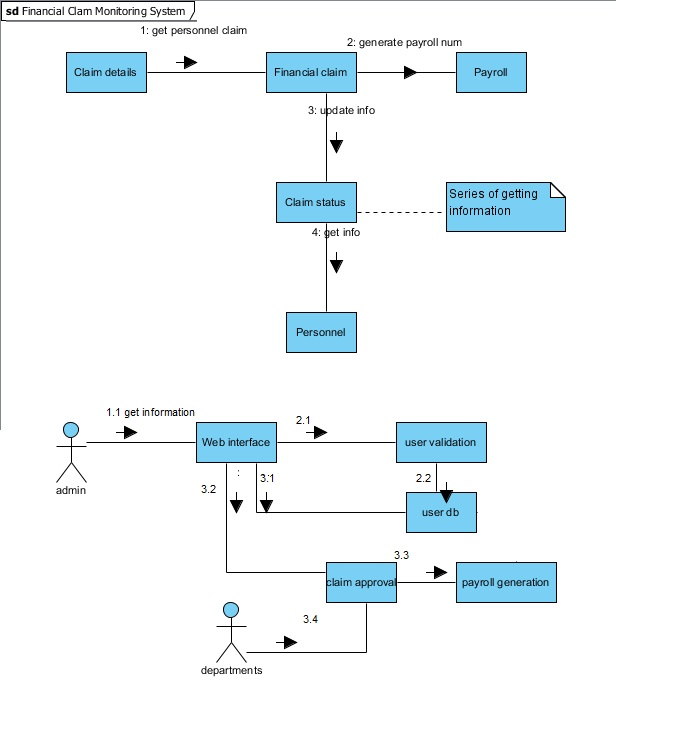 sd Financial Clam Monitoring System
1: get personnel claim
2: generate payroll num
Claim details
Financial claim
Payroll
3: update info
Claim status
Series of getting
information
4: get info
Personnel
1.1 get information
2.1
Web interface
user validation
admin
:
3.1
3.2
2.2
user db
3.3
claim approval
payroll generation
3.4
departments